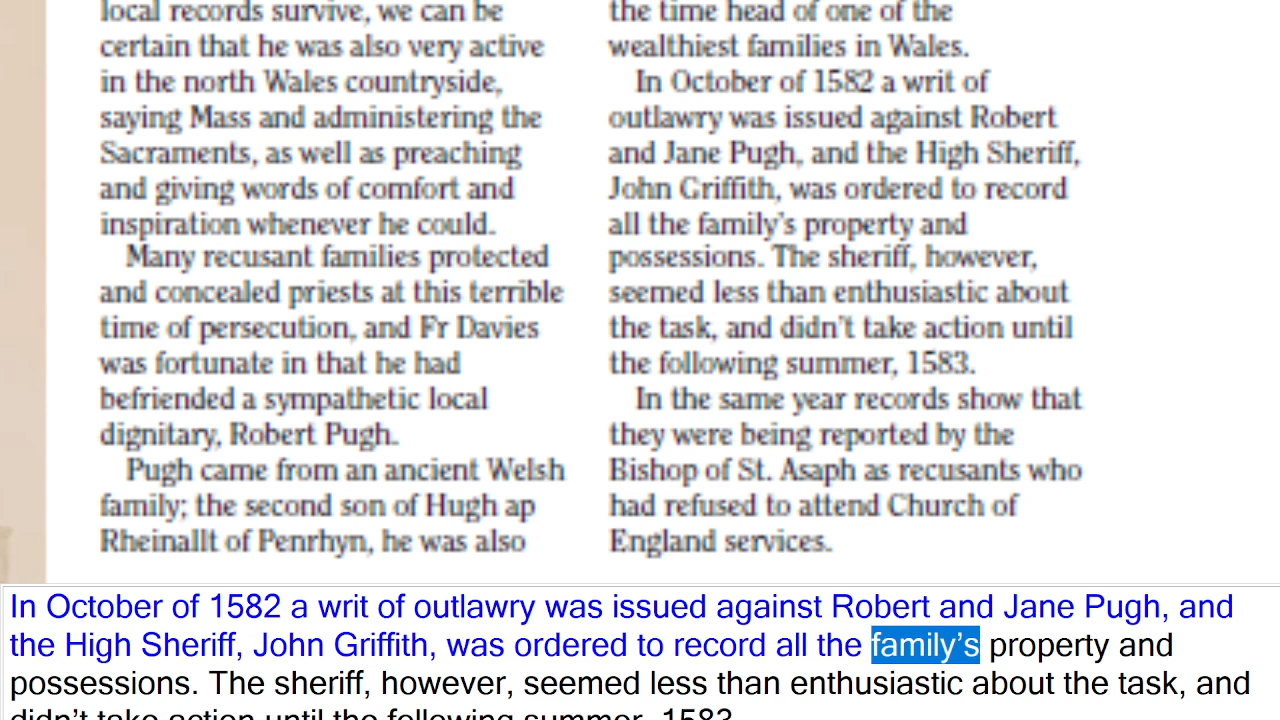 local records survive, we can be
certain that he was also very active
in the north Wales countryside,
saying Mass and administering the
Sacraments, as well as preaching
and giving words of comfort and
inspiration whenever he could.
Many recusant families protected
and concealed priests at this terrible
time of persecution, and Fr Davies
was fortunate in that he had
befriended a sympathetic local
dignitary, Robert Pugh.
Pugh came from an ancient Welsh
family; the second son of Hugh ap
Rheinallt of Penrhyn, he was also
the time head of one of the
wealthiest families in Wales.
In October of 1582 a writ of
outlawry was issued against Robert
and Jane Pugh, and the High Sheriff,
John Griffith, was ordered to record
all the family's property and
possessions. The sheriff, however,
seemed less than enthusiastic about
the task, and didn't take action until
the following summer, 1583.
In the same year records show that
they were being reported by the
Bishop of St. Asaph as recusants who
had refused to attend Church of
England services.
In October of 1582 a writ of outlawry was issued against Robert and Jane Pugh, and
the High Sheriff, John Griffith, was ordered to record all the family’s property and
possessions. The sheriff, however, seemed less than enthusiastic about the task, and
didn’t take action until the following summer, 1583.